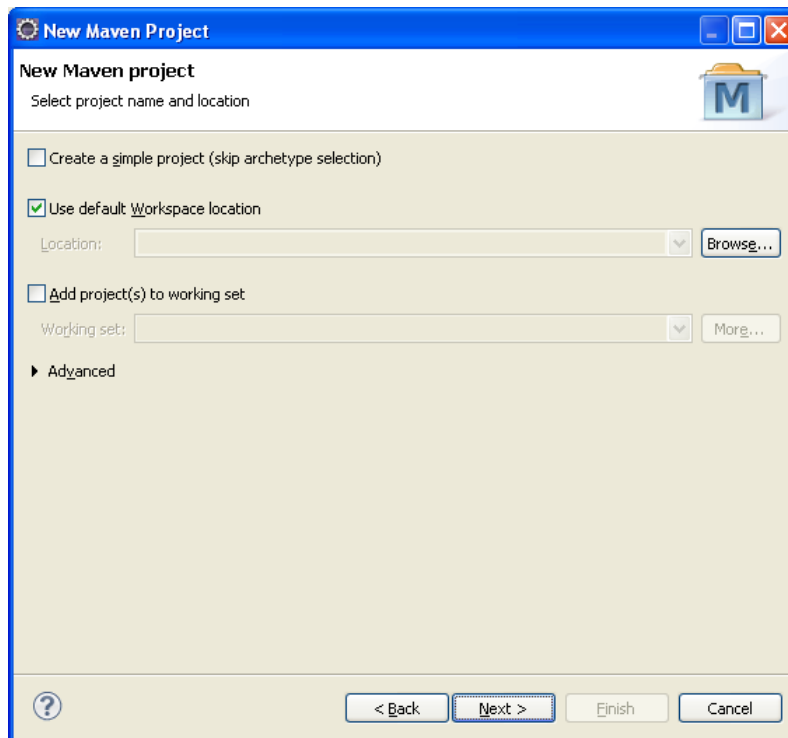 New Maven Project
New Maven project
Select project name and location
M
Create a simple project (skip archetype selection)
Use default Workspace location
Location:
Browse...
Add project(s) to working set
Working set:
More...
Advanced
?
< Back
Next >
Finish
Cancel